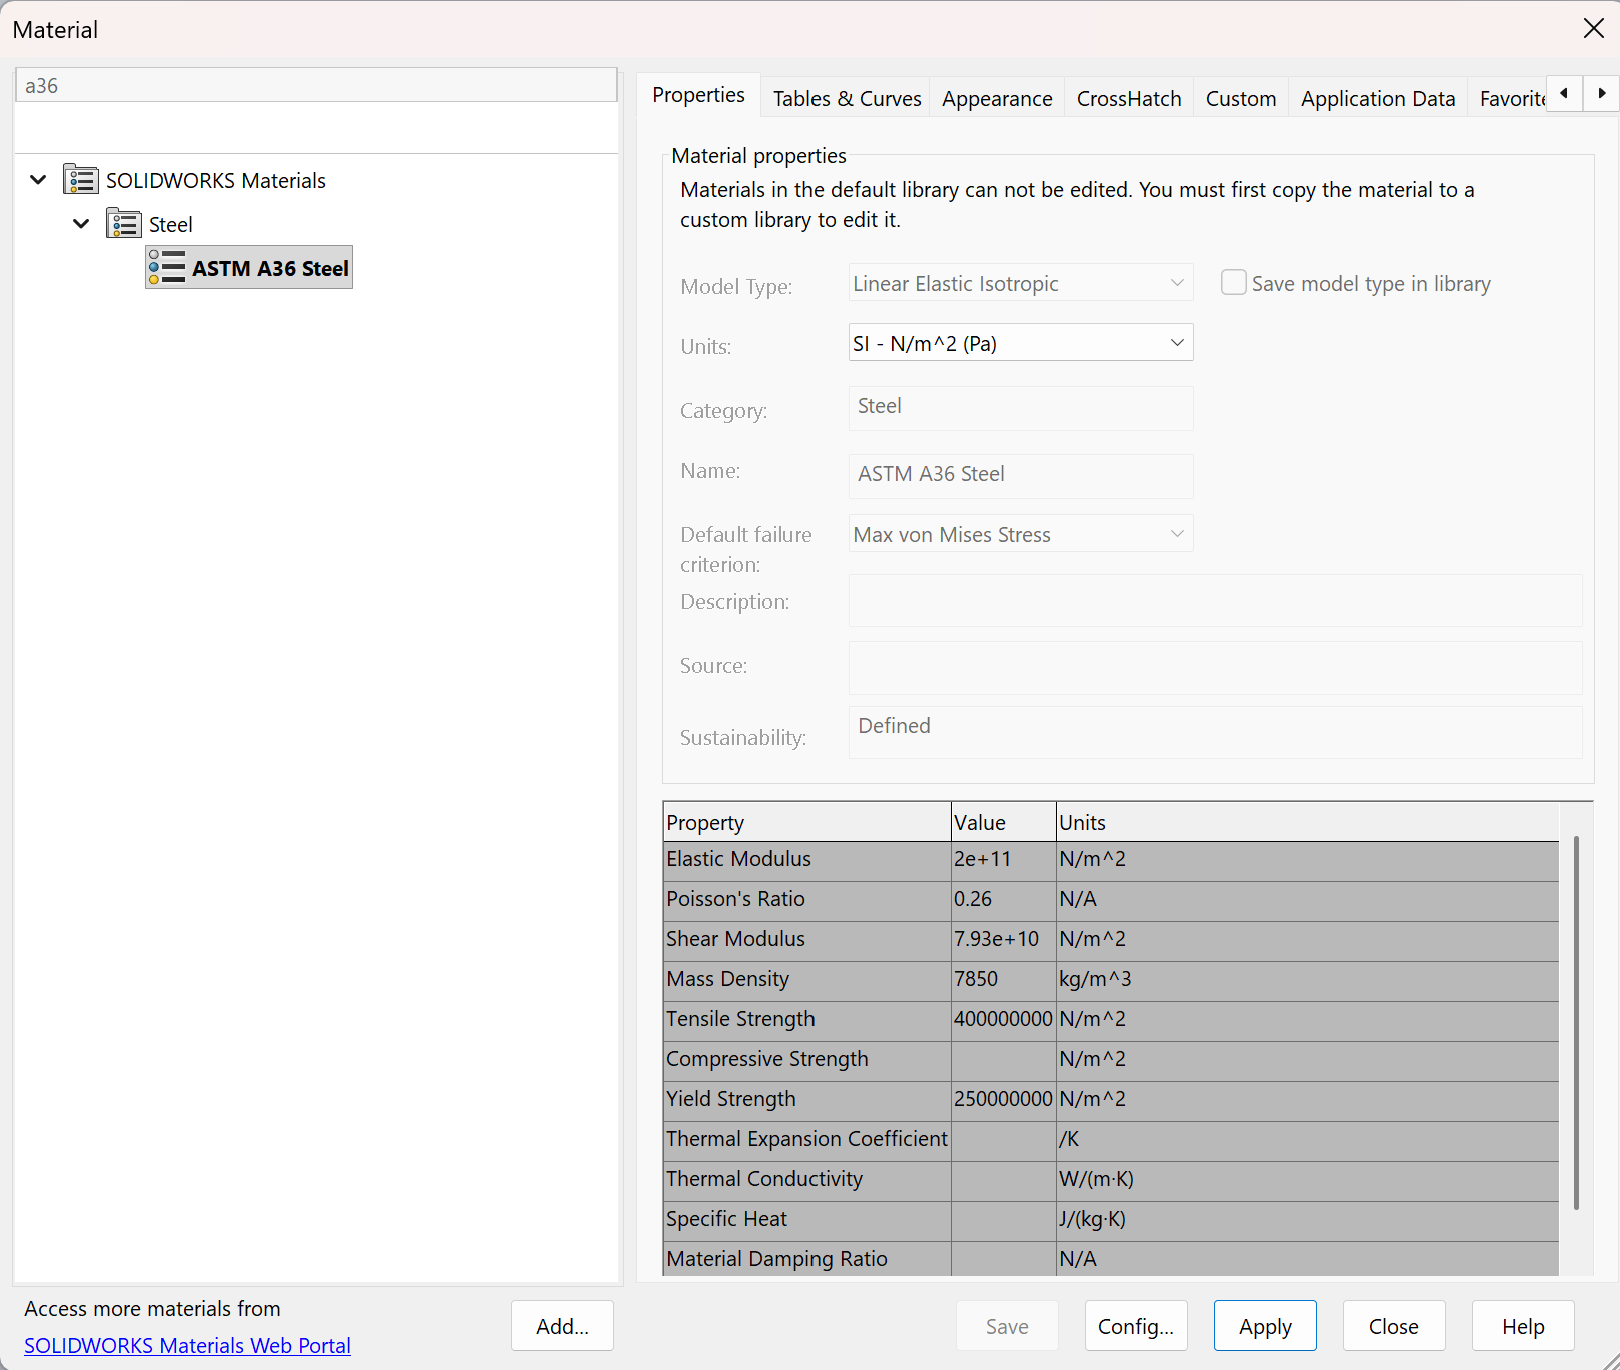 Material
a36
SOLIDWORKS Materials
Steel
ASTM A36 Steel
Access more materials from
SOLIDWORKS Materials Web Portal
Add...
Properties Tables & Curves Appearance CrossHatch Custom Application Data Favorite
Material properties
Materials in the default library can not be edited. You must first copy the material to a
custom library to edit it.
Model Type: Linear Elastic Isotropic Save model type in library
Units: SI - N/m^2 (Pa)
Category: Steel
Name: ASTM A36 Steel
Default failure
criterion: Max von Mises Stress
Description:
Source:
Sustainability: Defined
Property Value Units
Elastic Modulus 2e+11 N/m^2
Poisson's Ratio 0.26 N/A
Shear Modulus 7.93e+10 N/m^2
Mass Density 7850 kg/m^3
Tensile Strength 400000000 N/m^2
Compressive Strength N/m^2
Yield Strength 250000000 N/m^2
Thermal Expansion Coefficient /K
Thermal Conductivity W/(m·K)
Specific Heat J/(kg·K)
Material Damping Ratio N/A
Save Config... Apply Close Help